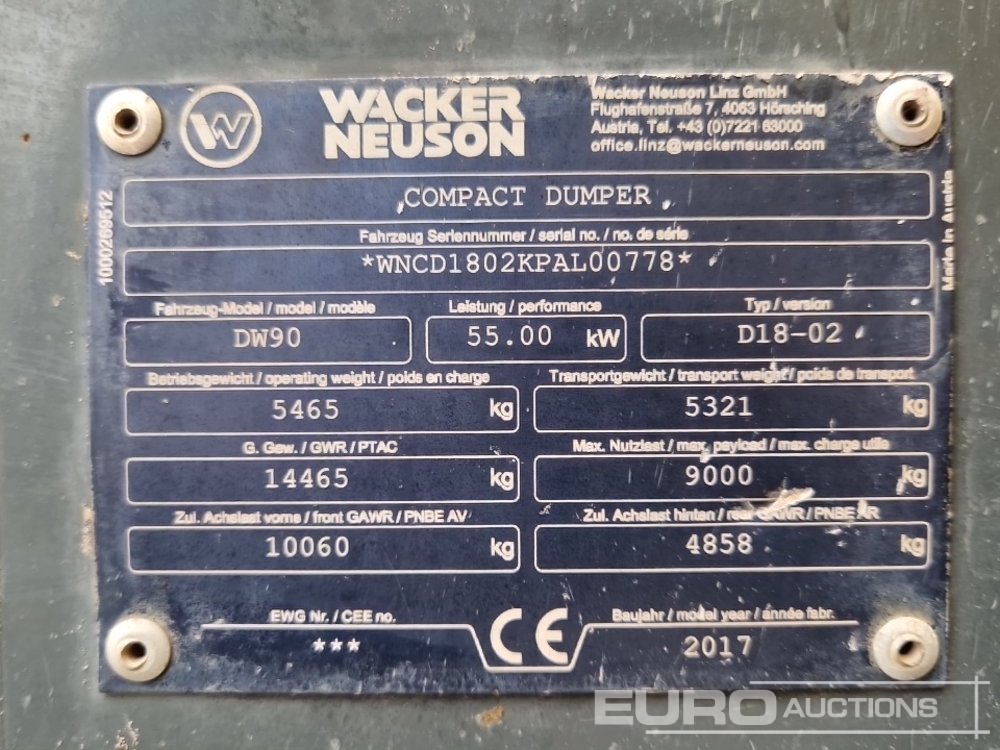 WACKER
NEUSON
Wacker Neuson Linz GmbH
Flughafenstraße 7, 4063 Hörsching
Austria, Tel. +43 (0)7221 63000
office.linz@wackerneuson.com
COMPACT DUMPER
Fahrzeug Seriennummer / serial no. / no. de série
*WNCD1802KPAL00778*
Fahrzeug-Model / model / modèle
Leistung / performance
Typ / version
DW90
55.00 kW
D18-02
Betriebsgewicht / operating weight / poids en charge
Transportgewicht / transport weight / poids de transport
5465 kg
5321 kg
G. Gew. / GWR / PTAC
Max. Nutzlast / max. payload / max. charge utile
14465 kg
9000 kg
Zul. Achslast vorne / front GAWR / PNBE AV
Zul. Achslast hinten / rear GAWR / PNBE AR
10060 kg
4858 kg
EWG Nr. / CEE no.
***
CE
Baujahr / model year / année fabr.
2017
1000269512
Made in Austria
EURO AUCTIONS